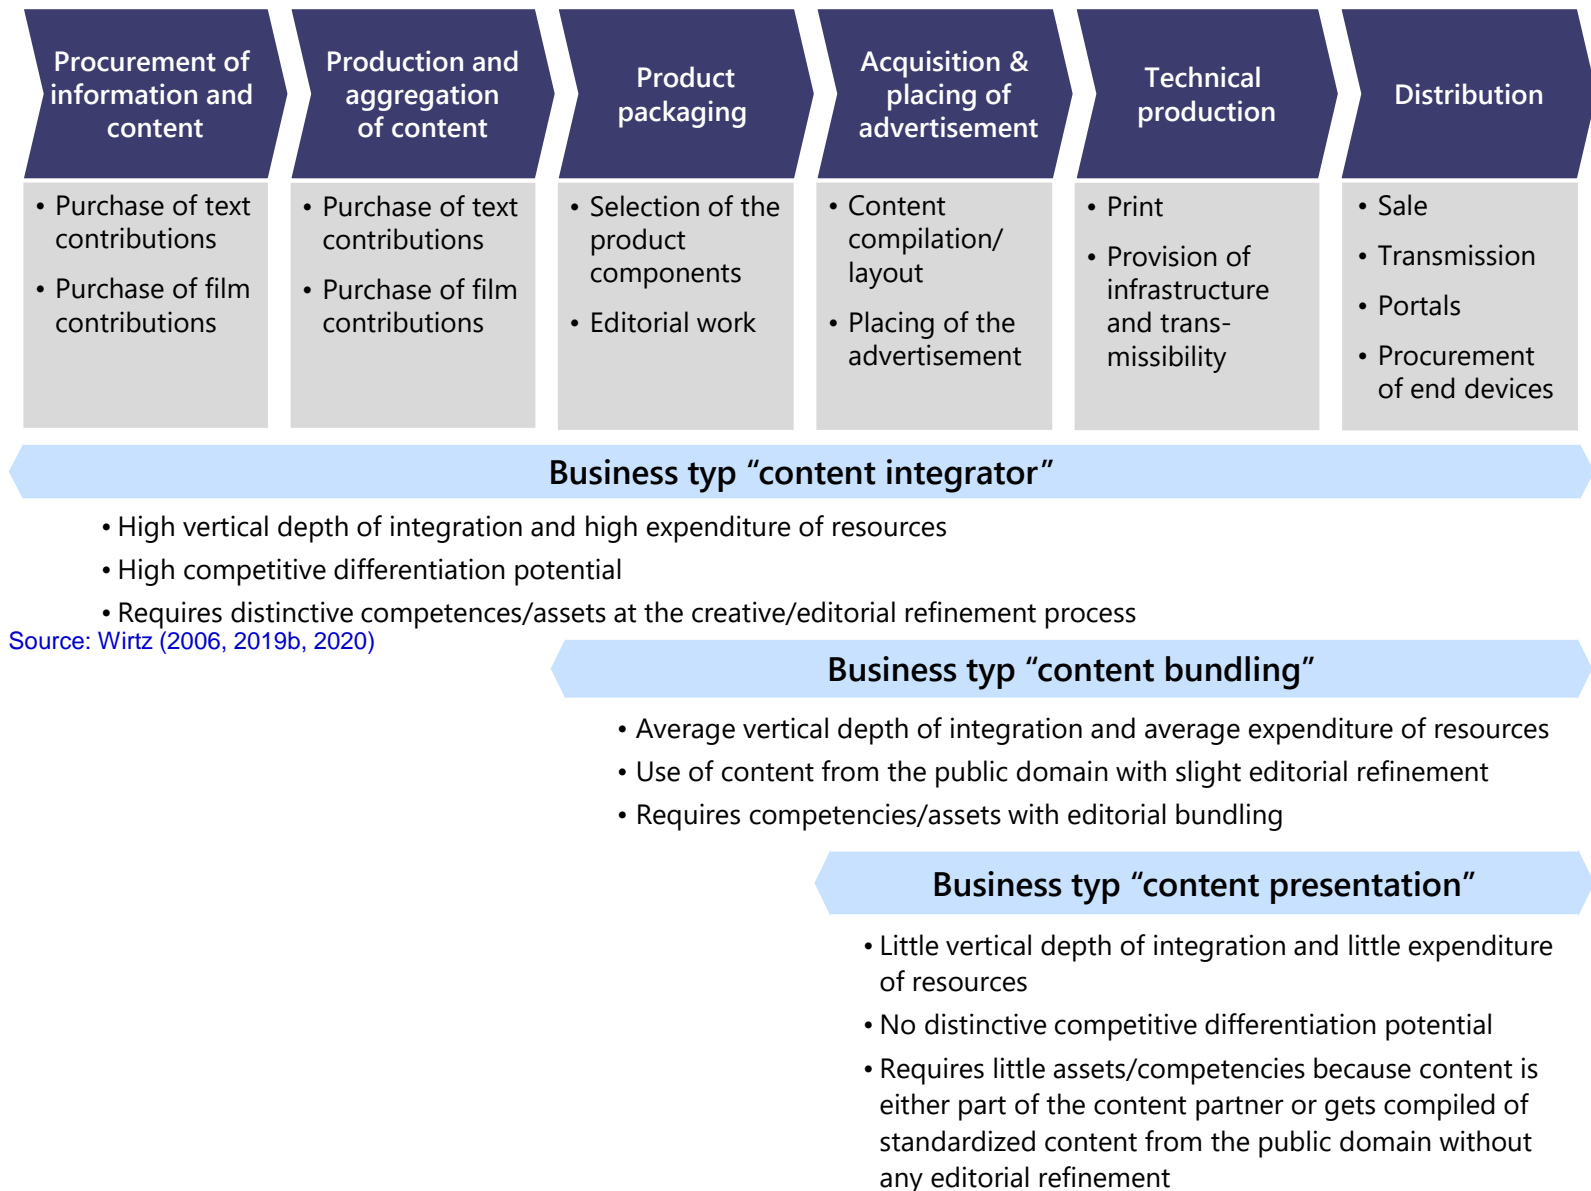 Procurement of
information and
content
Production and
aggregation
of content
Product
packaging
Acquisition &
placing of
advertisement
Technical
production
Distribution
• Purchase of text
contributions
• Purchase of film
contributions
• Purchase of text
contributions
• Purchase of film
contributions
• Selection of the
product
components
• Editorial work
• Content
compilation/
layout
• Placing of the
advertisement
• Print
• Provision of
infrastructure
and trans-
missibility
• Sale
• Transmission
• Portals
• Procurement
of end devices
Business typ “content integrator”
• High vertical depth of integration and high expenditure of resources
• High competitive differentiation potential
• Requires distinctive competences/assets at the creative/editorial refinement process
Source: Wirtz (2006, 2019b, 2020)
Business typ “content bundling”
• Average vertical depth of integration and average expenditure of resources
• Use of content from the public domain with slight editorial refinement
• Requires competencies/assets with editorial bundling
Business typ “content presentation”
• Little vertical depth of integration and little expenditure
of resources
• No distinctive competitive differentiation potential
• Requires little assets/competencies because content is
either part of the content partner or gets compiled of
standardized content from the public domain without
any editorial refinement